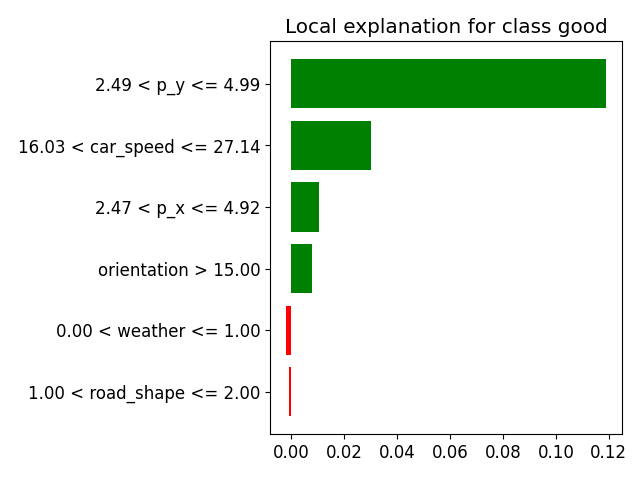 Local explanation for class good
2.49 < p_y <= 4.99
16.03 < car_speed <= 27.14
2.47 < p_x <= 4.92
orientation > 15.00
0.00 < weather <= 1.00
1.00 < road_shape <= 2.00
0.00 0.02 0.04 0.06 0.08 0.10 0.12